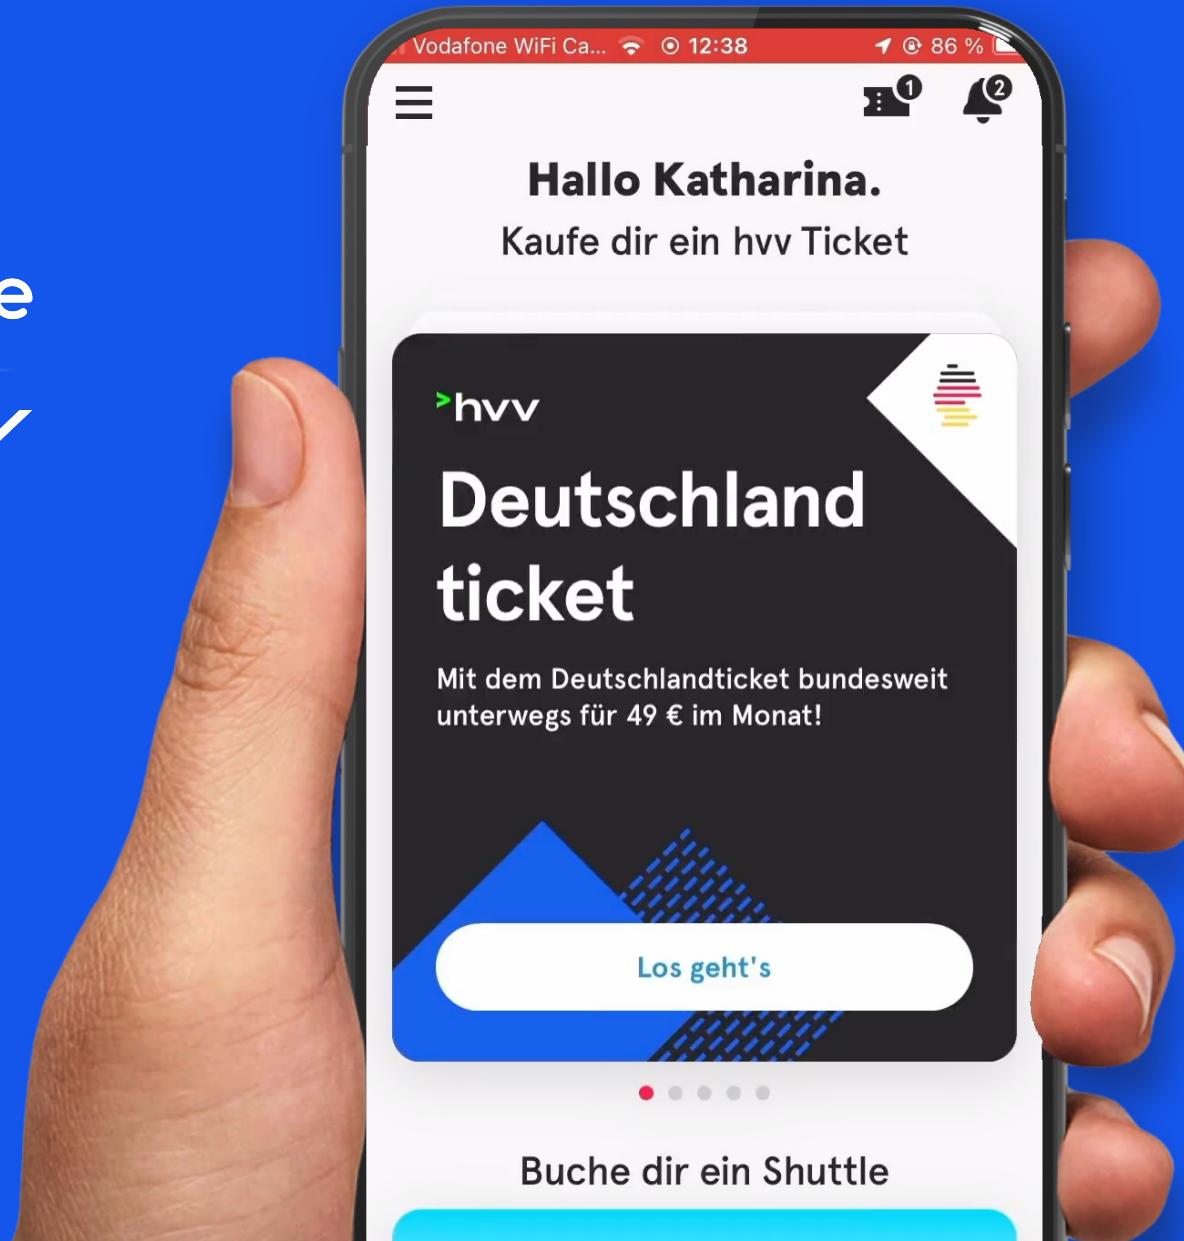 Vodafone WiFi Ca... 12:38 86 %
1 2
Hallo Katharina.
Kaufe dir ein hvv Ticket
e
>hvv
Deutschland
ticket
Mit dem Deutschlandticket bundesweit
unterwegs für 49 € im Monat!
Los geht's
Buche dir ein Shuttle